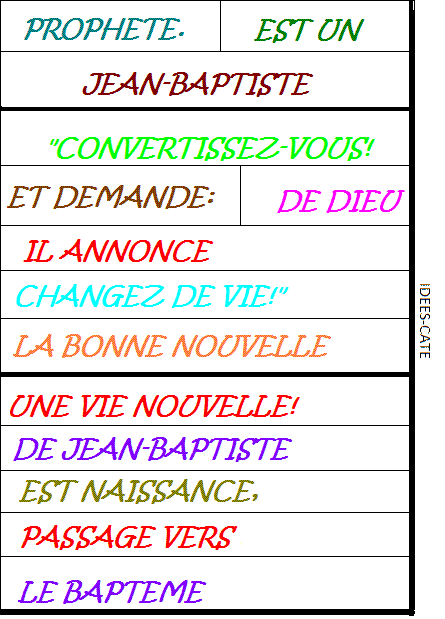 PROPHETE. EST UN
JEAN-BAPTISTE
"CONVERTISSEZ-VOUS!
ET DEMANDE: DE DIEU
IL ANNONCE
CHANGEZ DE VIE!"
LA BONNE NOUVELLE
UNE VIE NOUVELLE!
DE JEAN-BAPTISTE
EST NAISSANCE,
PASSAGE VERS
LE BAPTEME
IDEES-CATE